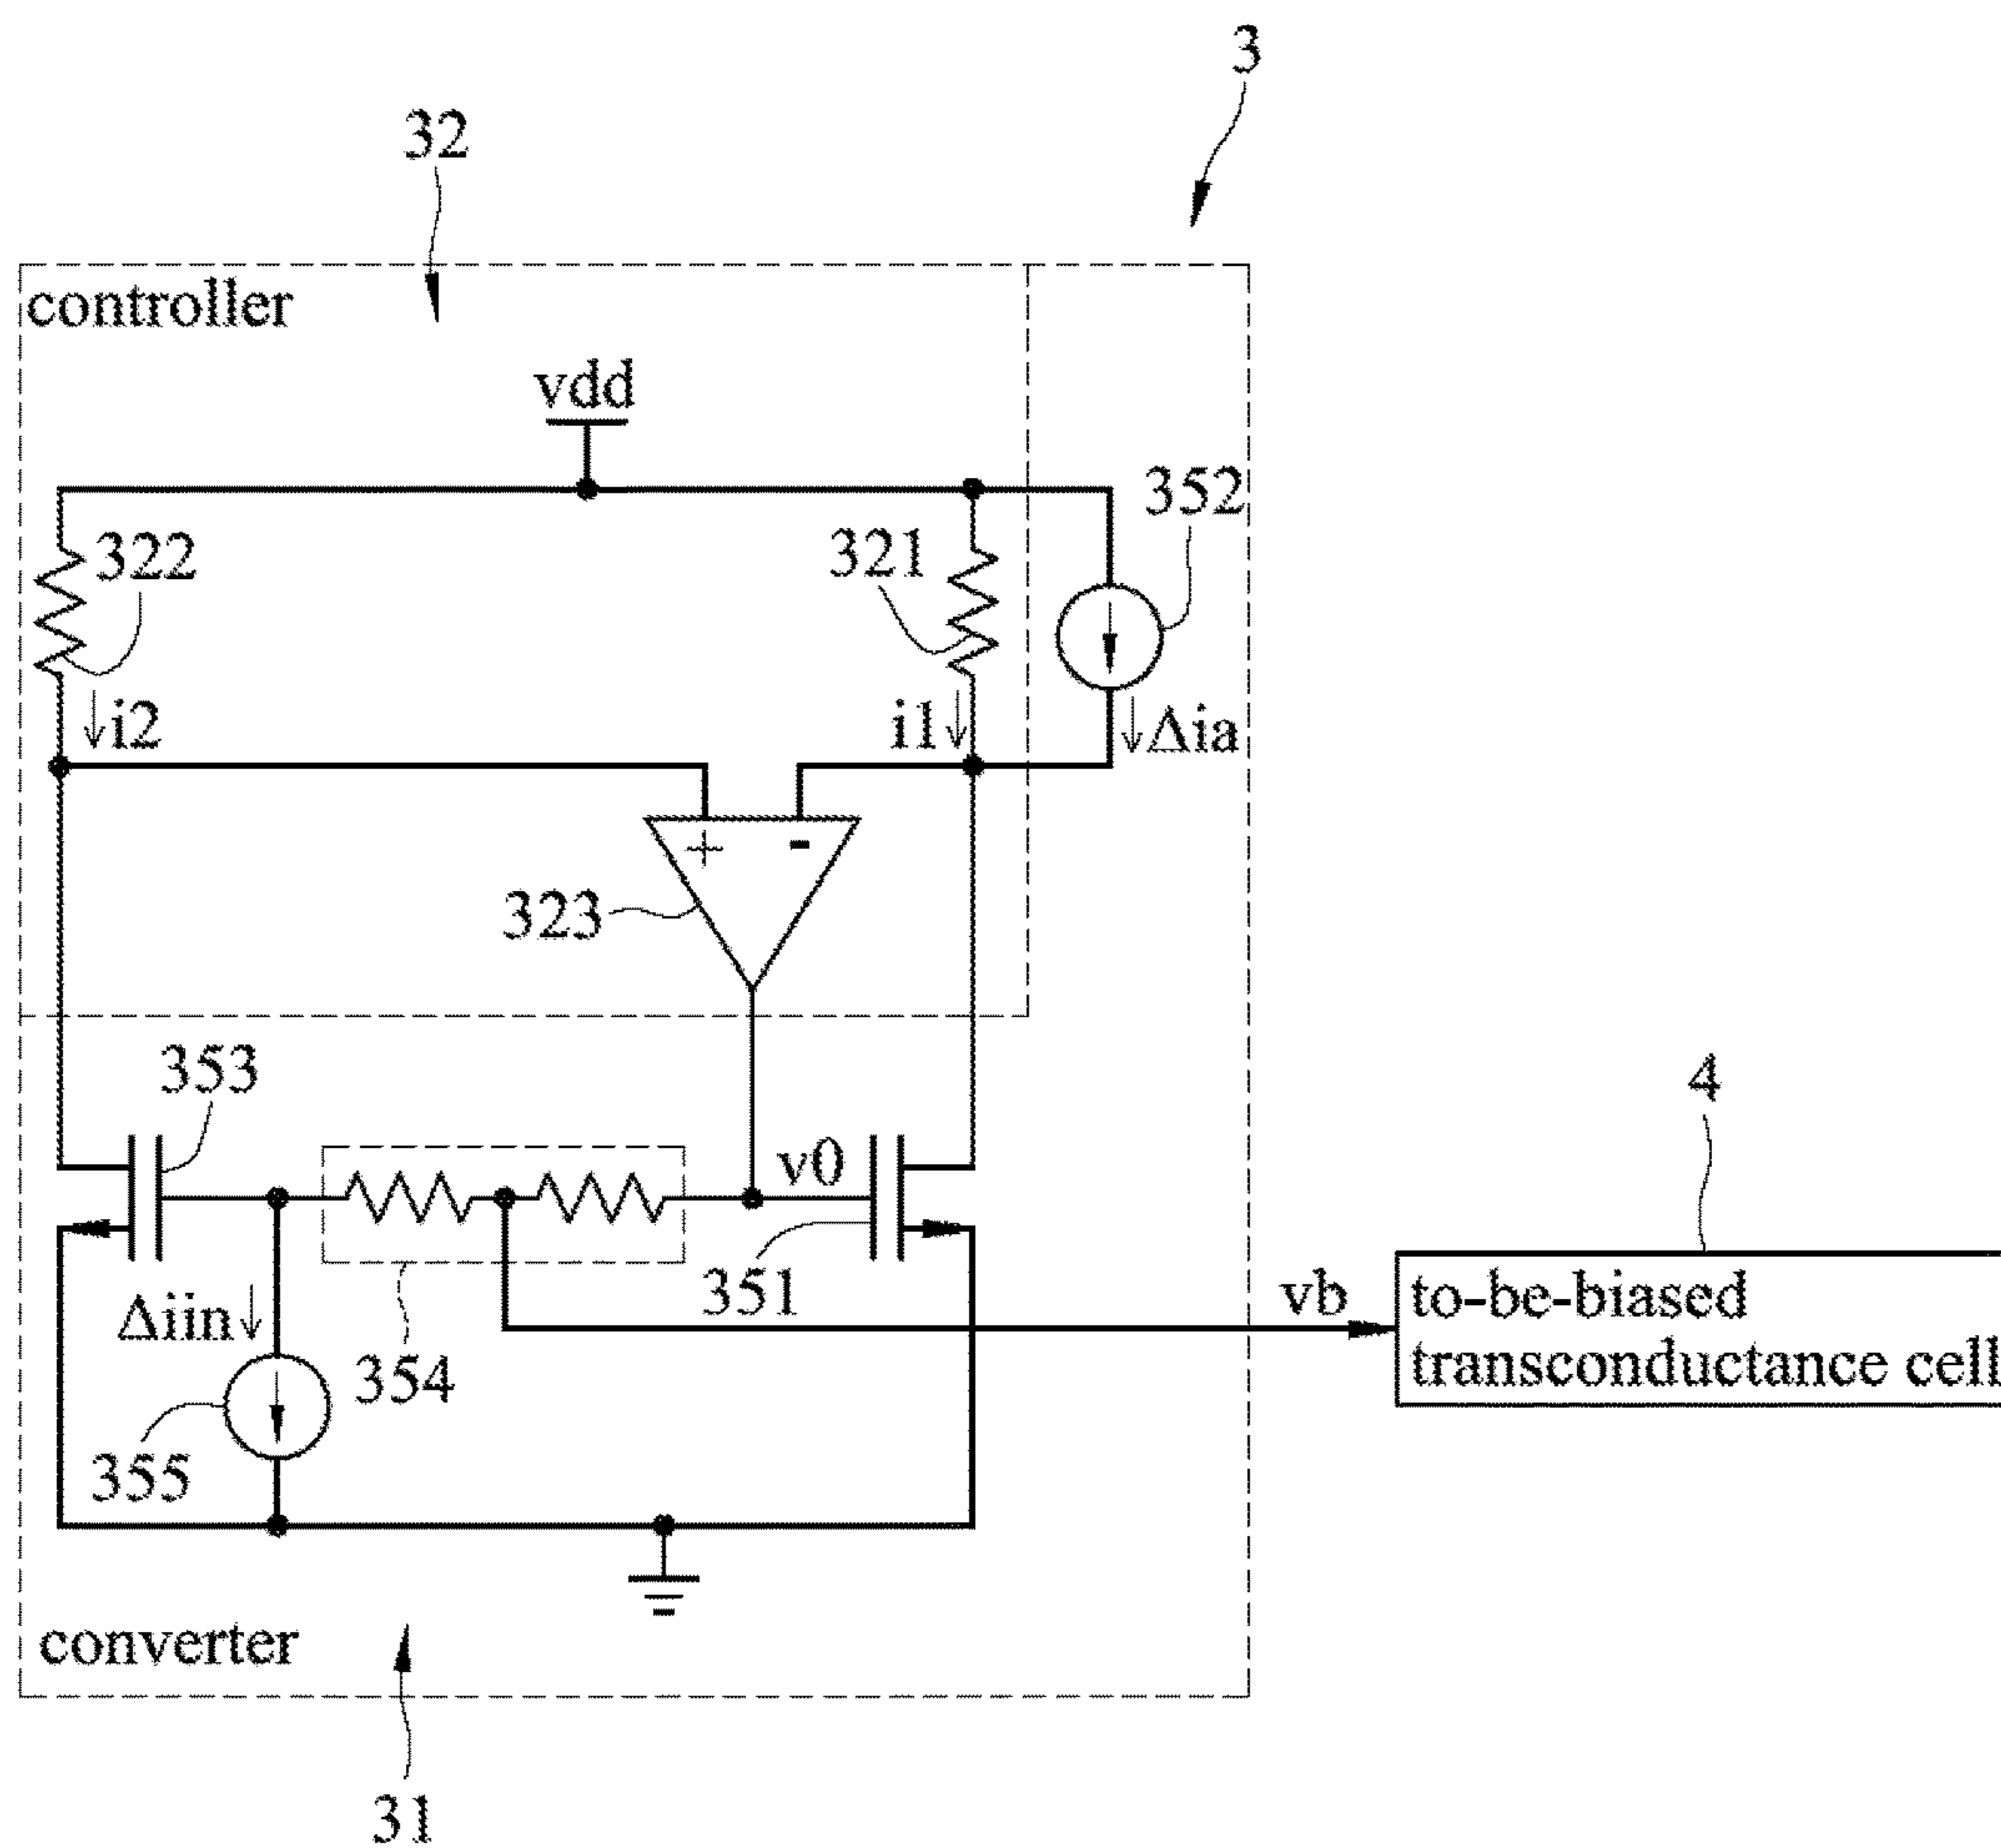 3
32
controller
vdd
352
322
321
i2
i1
Δia
+
-
323
353
v0
4
351
Δiin
354
vb
to-be-biased
transconductance cell
355
converter
31